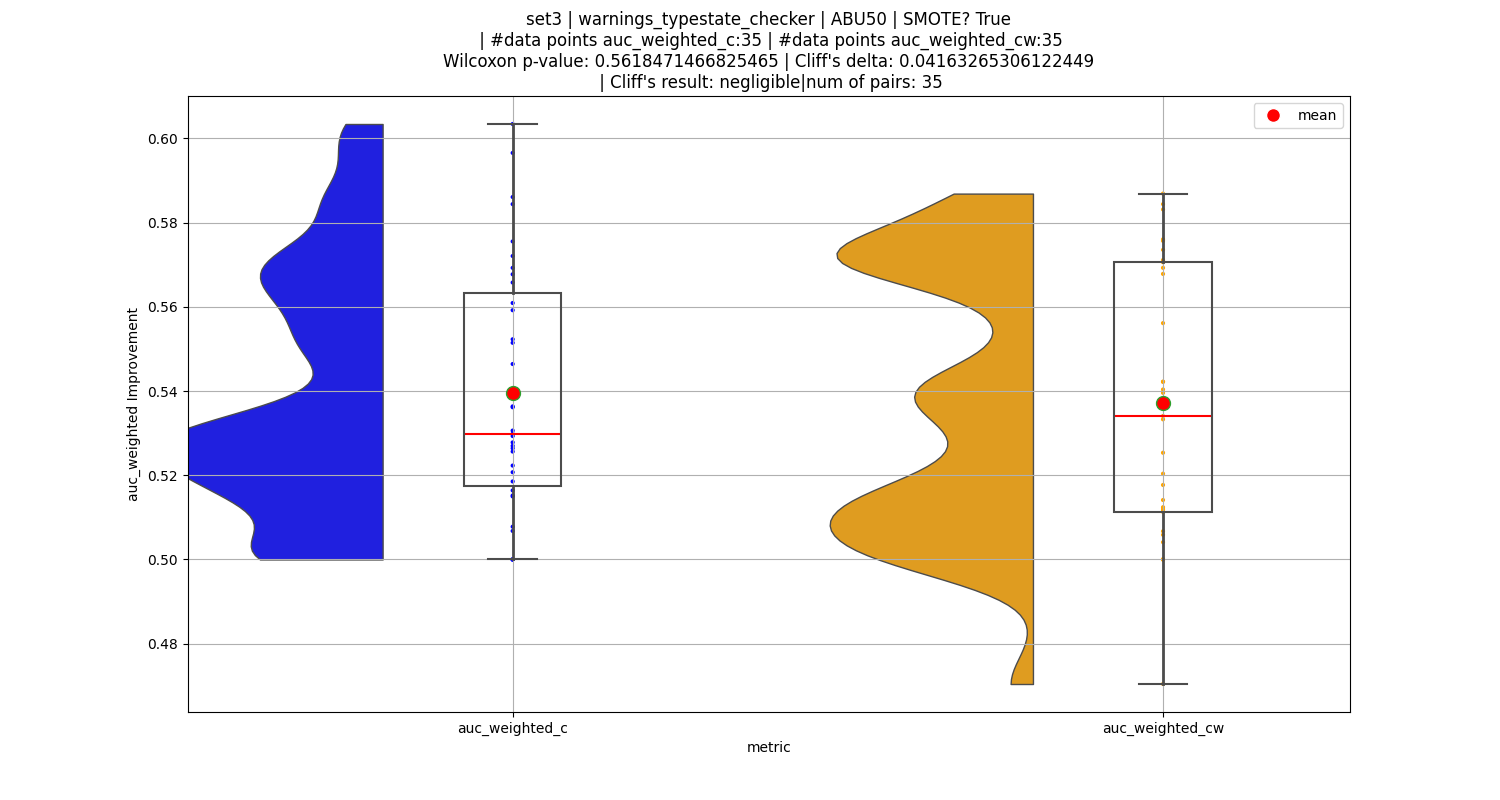 set3 | warnings_typestate_checker | ABU50 | SMOTE? True
| #data points auc_weighted_c:35 | #data points auc_weighted_cw:35
Wilcoxon p-value: 0.5618471466825465 | Cliff's delta: 0.04163265306122449
| Cliff's result: negligible|num of pairs: 35
mean
0.60
0.58
0.56
0.54
0.52
0.50
0.48
auc_weighted Improvement
auc_weighted_c
auc_weighted_cw
metric